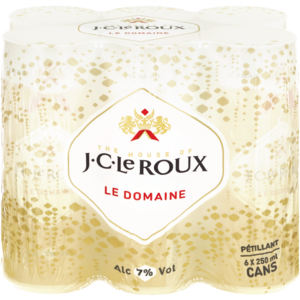 THE HOUSE OF
J·C·LE ROUX
LE DOMAINE
Alc 7% Vol
PÉTILLANT
6 X 250 ml
CANS